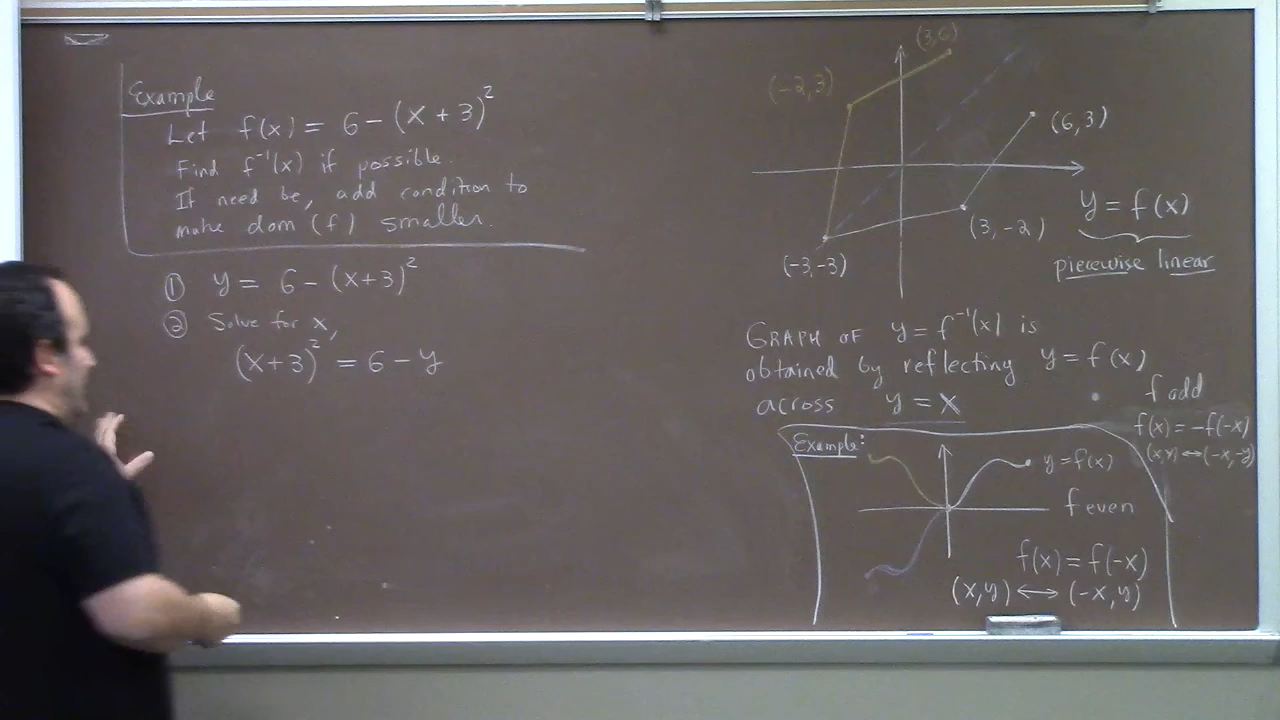 Example
Let f(x) = 6 - (x + 3)²
Find f⁻¹(x) if possible.
If need be, add condition to
make dom (f) smaller.
① y = 6 - (x+3)²
② Solve for x,
(x+3)² = 6 - y
(3,6)
(-2,3)
(6,3)
(3,-2)
(-3,-3)
y = f(x)
piecewise linear
GRAPH OF y = f⁻¹(x) is
obtained by reflecting y = f(x)
across y = x
f odd
f(x) = -f(-x)
(x,y) ↔ (-x,-y)
Example:
y = f(x)
f even
f(x) = f(-x)
(x,y) ↔ (-x,y)